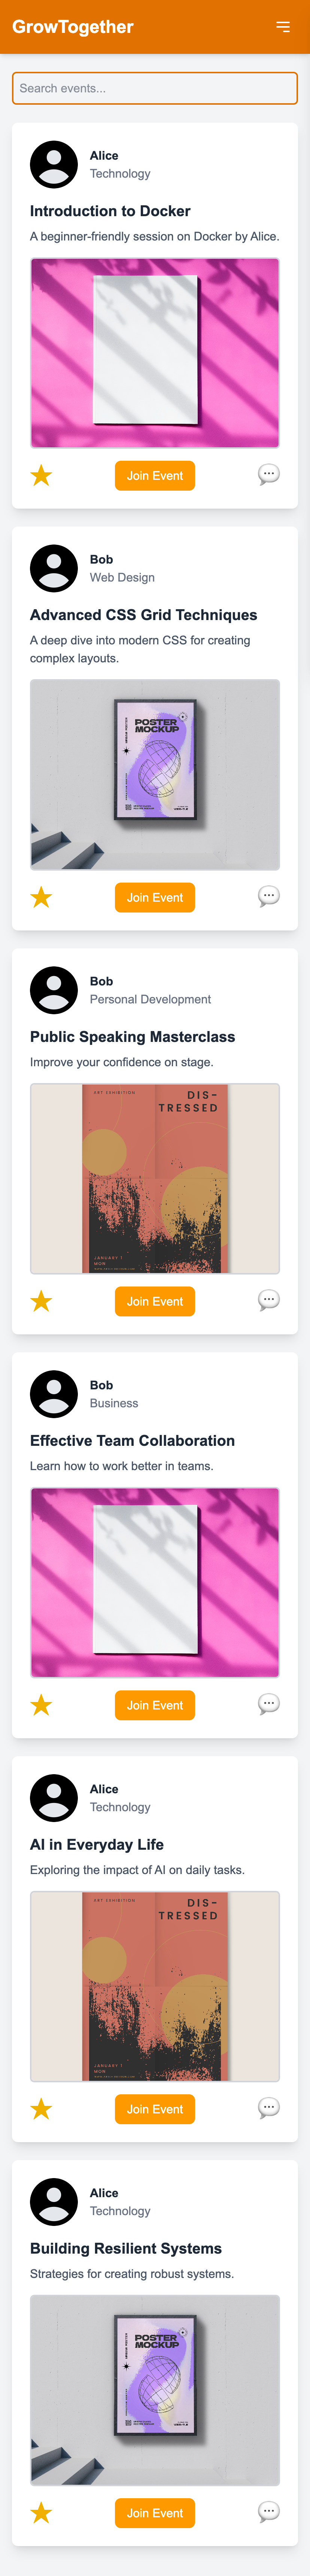 GrowTogether
Search events...
Alice
Technology
Introduction to Docker
A beginner-friendly session on Docker by Alice.
Join Event
Bob
Web Design
Advanced CSS Grid Techniques
A deep dive into modern CSS for creating
complex layouts.
POSTER
MOCKUP
Join Event
Bob
Personal Development
Public Speaking Masterclass
Improve your confidence on stage.
ART EXHIBITION
DIS-
TRESSED
JANUARY 1
Join Event
Bob
Business
Effective Team Collaboration
Learn how to work better in teams.
Join Event
Alice
Technology
AI in Everyday Life
Exploring the impact of AI on daily tasks.
ART EXHIBITION
DIS-
TRESSED
JANUARY 1
Join Event
Alice
Technology
Building Resilient Systems
Strategies for creating robust systems.
POSTER
MOCKUP
Join Event